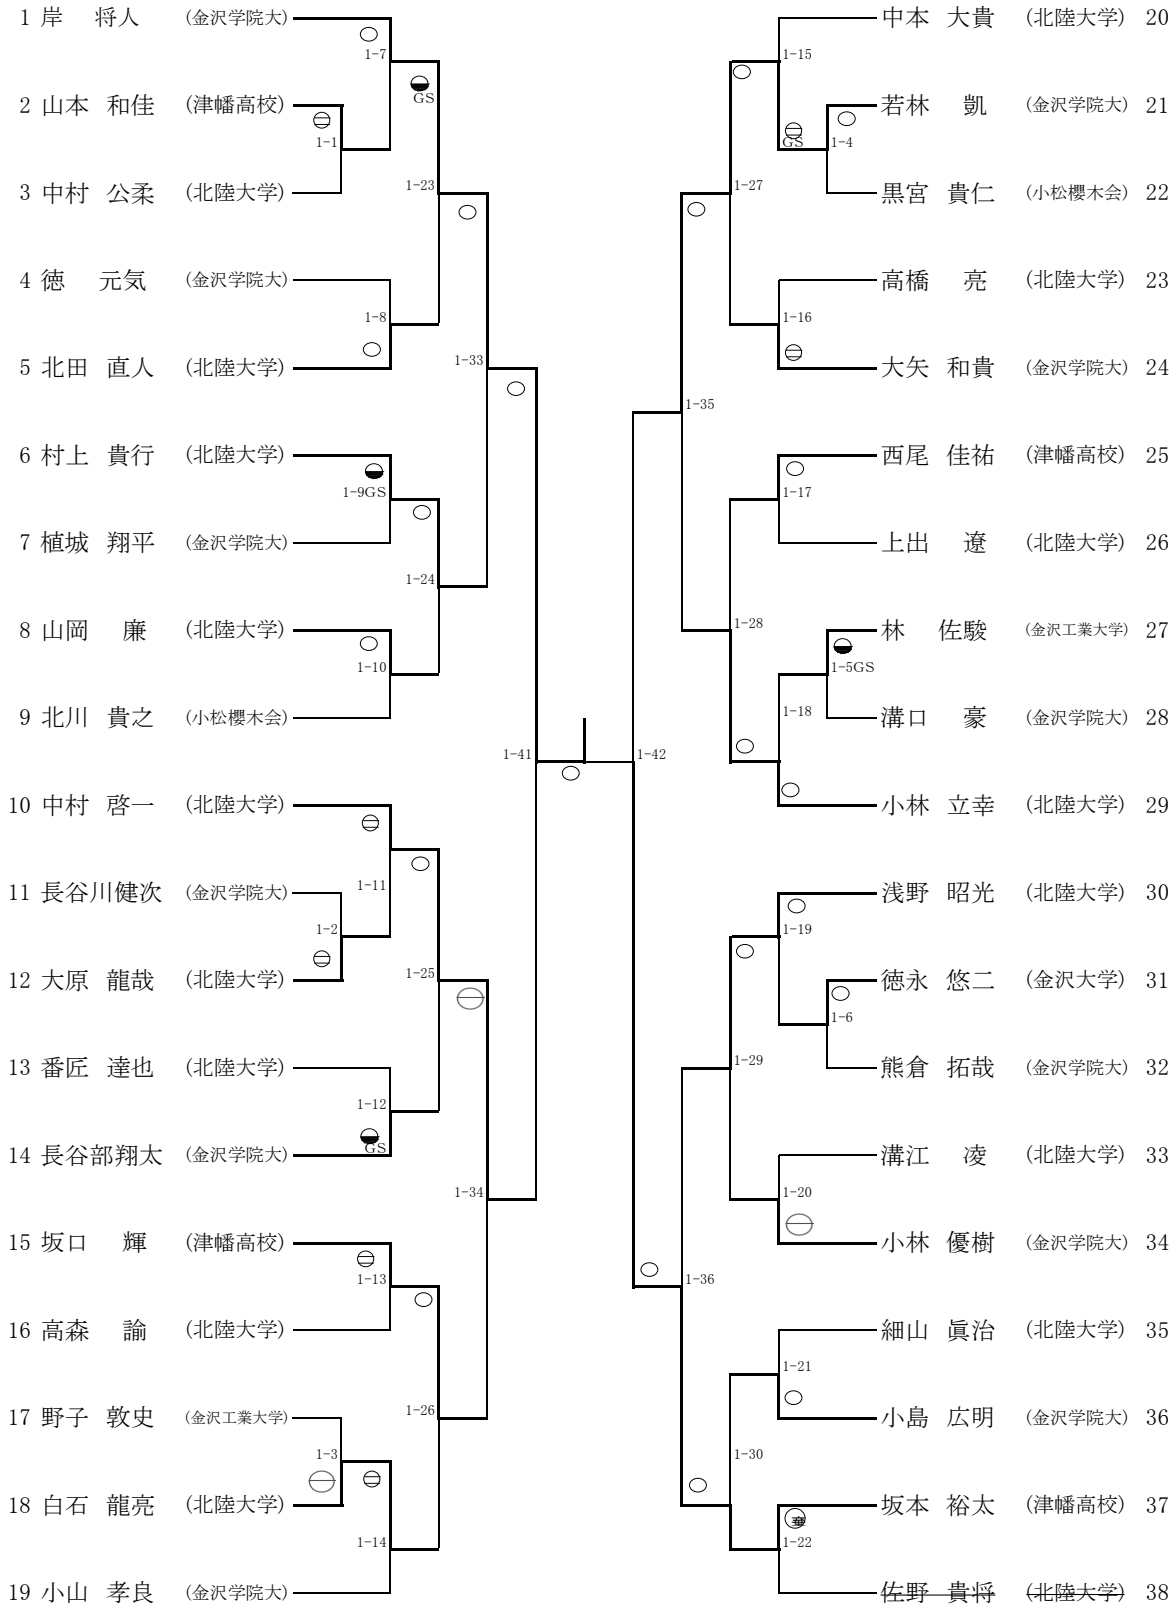 1 岸 将人 (金沢学院大)
2 山本 和佳 (津幡高校)
3 中村 公柔 (北陸大学)
4 徳 元気 (金沢学院大)
5 北田 直人 (北陸大学)
6 村上 貴行 (北陸大学)
7 植城 翔平 (金沢学院大)
8 山岡 廉 (北陸大学)
9 北川 貴之 (小松櫻木会)
10 中村 啓一 (北陸大学)
11 長谷川健次 (金沢学院大)
12 大原 龍哉 (北陸大学)
13 番匠 達也 (北陸大学)
14 長谷部翔太 (金沢学院大)
15 坂口 輝 (津幡高校)
16 高森 諭 (北陸大学)
17 野子 敦史 (金沢工業大学)
18 白石 龍亮 (北陸大学)
19 小山 孝良 (金沢学院大)
1-7
GS
1-1
1-23
1-8
1-33
1-9GS
1-24
1-10
1-41
1-11
1-2
1-25
1-12
GS
1-34
1-13
1-26
1-3
1-14
1-15
GS
1-4
1-27
1-16
1-35
1-17
1-28
1-5GS
1-18
1-42
1-19
1-6
1-29
1-20
1-36
1-21
1-30
棄
1-22
中本 大貴 (北陸大学) 20
若林 凱 (金沢学院大) 21
黒宮 貴仁 (小松櫻木会) 22
高橋 亮 (北陸大学) 23
大矢 和貴 (金沢学院大) 24
西尾 佳祐 (津幡高校) 25
上出 遼 (北陸大学) 26
林 佐駿 (金沢工業大学) 27
溝口 豪 (金沢学院大) 28
小林 立幸 (北陸大学) 29
浅野 昭光 (北陸大学) 30
徳永 悠二 (金沢大学) 31
熊倉 拓哉 (金沢学院大) 32
溝江 凌 (北陸大学) 33
小林 優樹 (金沢学院大) 34
細山 眞治 (北陸大学) 35
小島 広明 (金沢学院大) 36
坂本 裕太 (津幡高校) 37
佐野 貴将 (北陸大学) 38